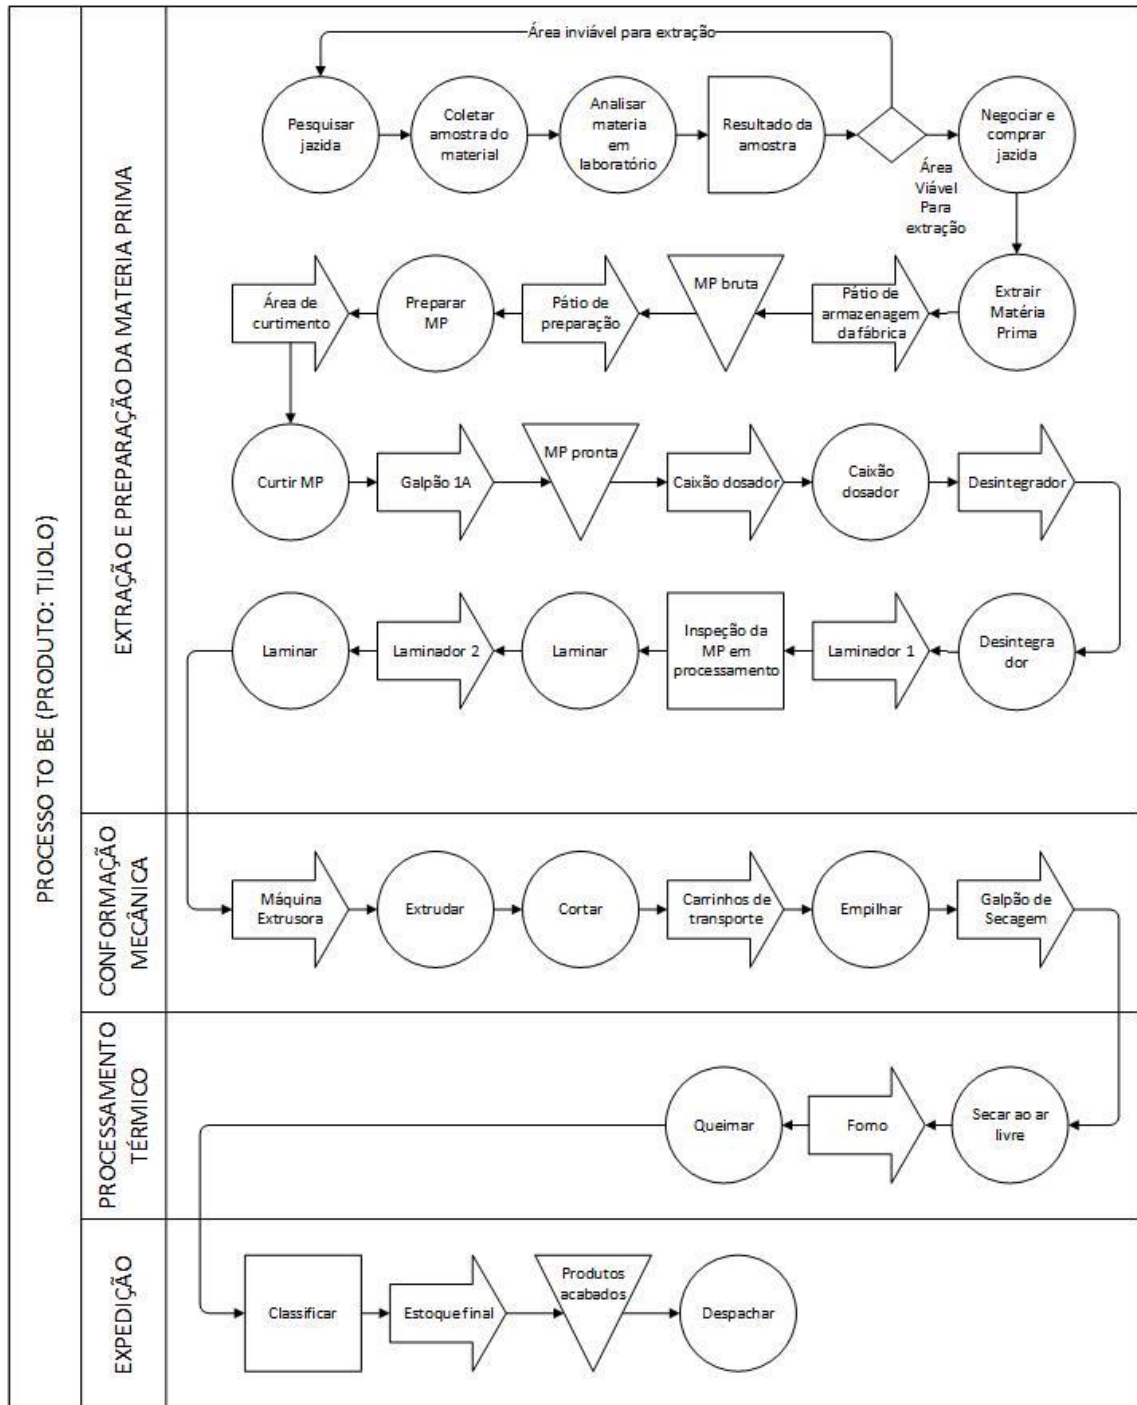 PROCESSO TO BE (PRODUTO: TIJOLO)
EXTRAÇÃO E PREPARAÇÃO DA MATERIA PRIMA
Área inviável para extração
Pesquisar
jazida
Coletar
amostra do
material
Analisar
materia em
laboratório
Resultado da
amostra
Área
Viável
Para
extração
Negociar e
comprar
jazida
Extrair
Matéria
Prima
Pátio de
armazenagem
da fábrica
MP bruta
Pátio de
preparação
Preparar
MP
Área de
curtimento
Curtir MP
Galpão 1A
MP pronta
Caixão dosador
Caixão
dosador
Desintegrador
Desintegra
dor
Laminador 1
Inspeção da
MP em
processamento
Laminar
Laminador 2
Laminar
CONFORMAÇÃO
MECÂNICA
Máquina
Extrusora
Extrudar
Cortar
Carrinhos de
transporte
Empilhar
Galpão de
Secagem
PROCESSAMENTO
TÉRMICO
Secar ao ar
livre
Forno
Queimar
EXPEDIÇÃO
Classificar
Estoque final
Produtos
acabados
Despachar